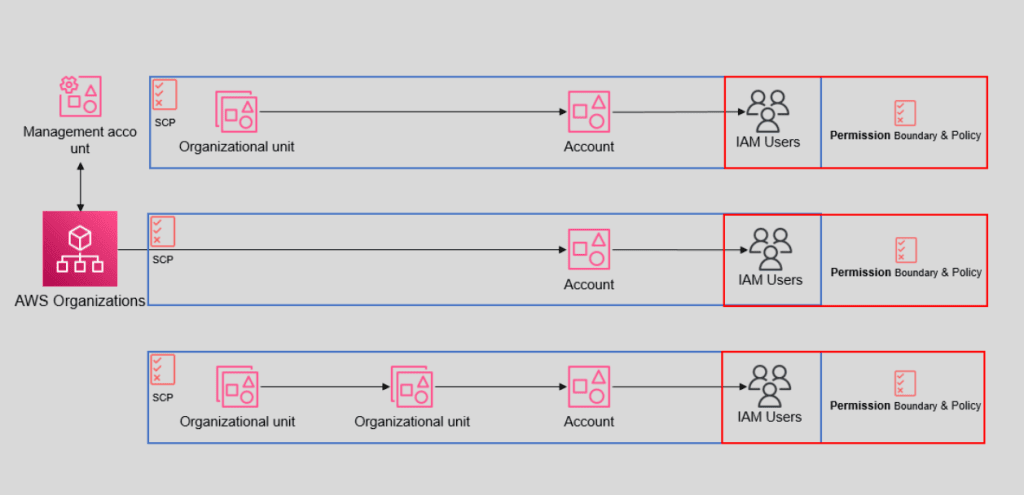 Management acco
unt
AWS Organizations
SCP
Organizational unit
Account
IAM Users
Permission Boundary & Policy
SCP
Account
IAM Users
Permission Boundary & Policy
SCP
Organizational unit
Organizational unit
Account
IAM Users
Permission Boundary & Policy